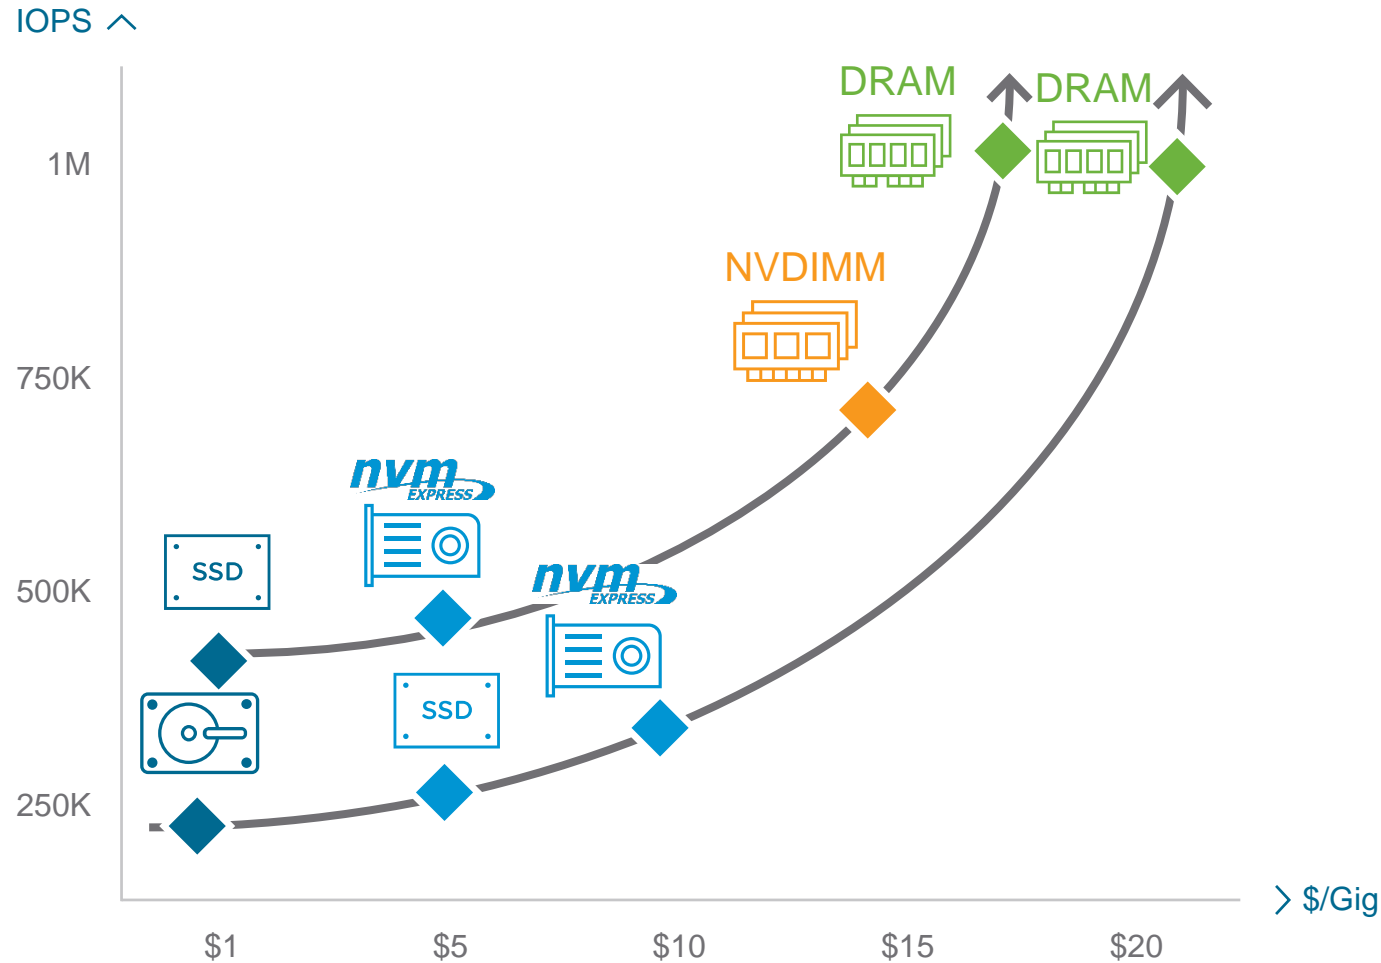 IOPS
DRAM
DRAM
1M
NVDIMM
750K
nvm
EXPRESS
SSD
nvm
EXPRESS
500K
SSD
250K
$/Gig
$1
$5
$10
$15
$20